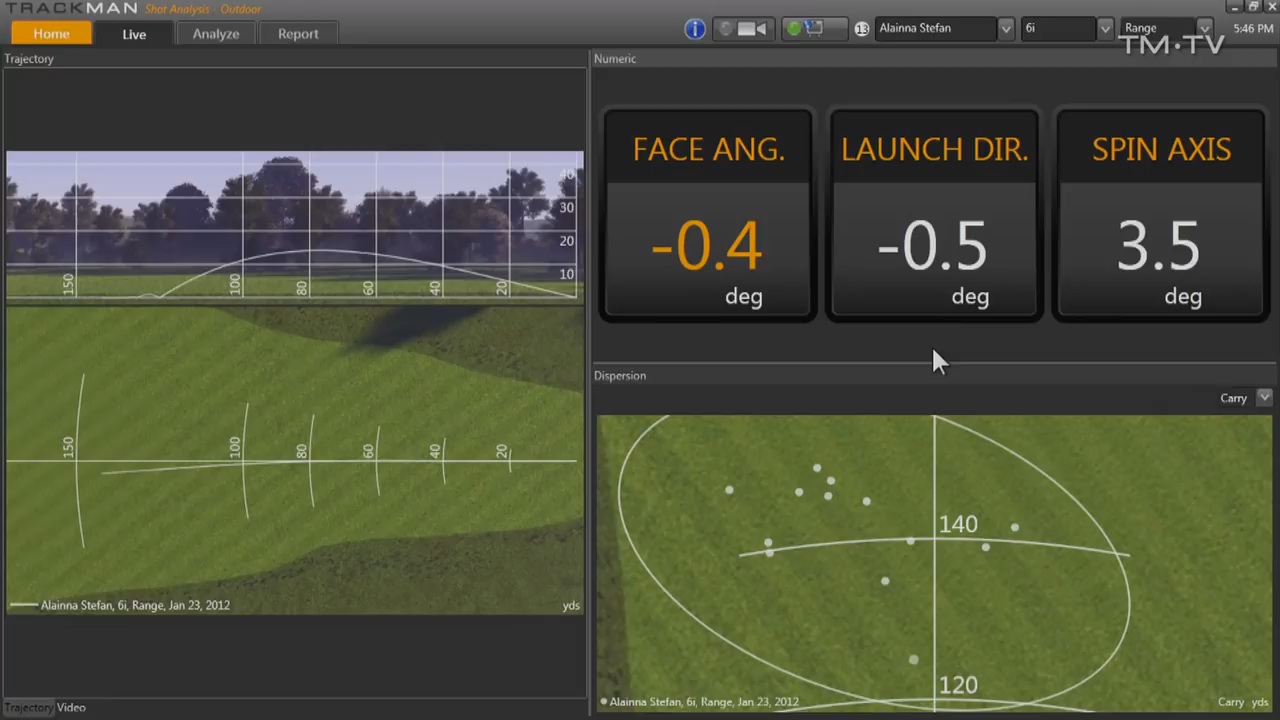 TRACKMAN Shot Analysis - Outdoor
Home Live Analyze Report
13 Alainna Stefan 6i Range 5:46 PM
TM·TV
Trajectory
40
30
20
10
150 100 80 60 40 20
150 100 80 60 40 20
Alainna Stefan, 6i, Range, Jan 23, 2012 yds
Trajectory Video
Numeric
FACE ANG. LAUNCH DIR. SPIN AXIS
-0.4 -0.5 3.5
deg deg deg
Dispersion
Carry
140
120
Alainna Stefan, 6i, Range, Jan 23, 2012 Carry yds